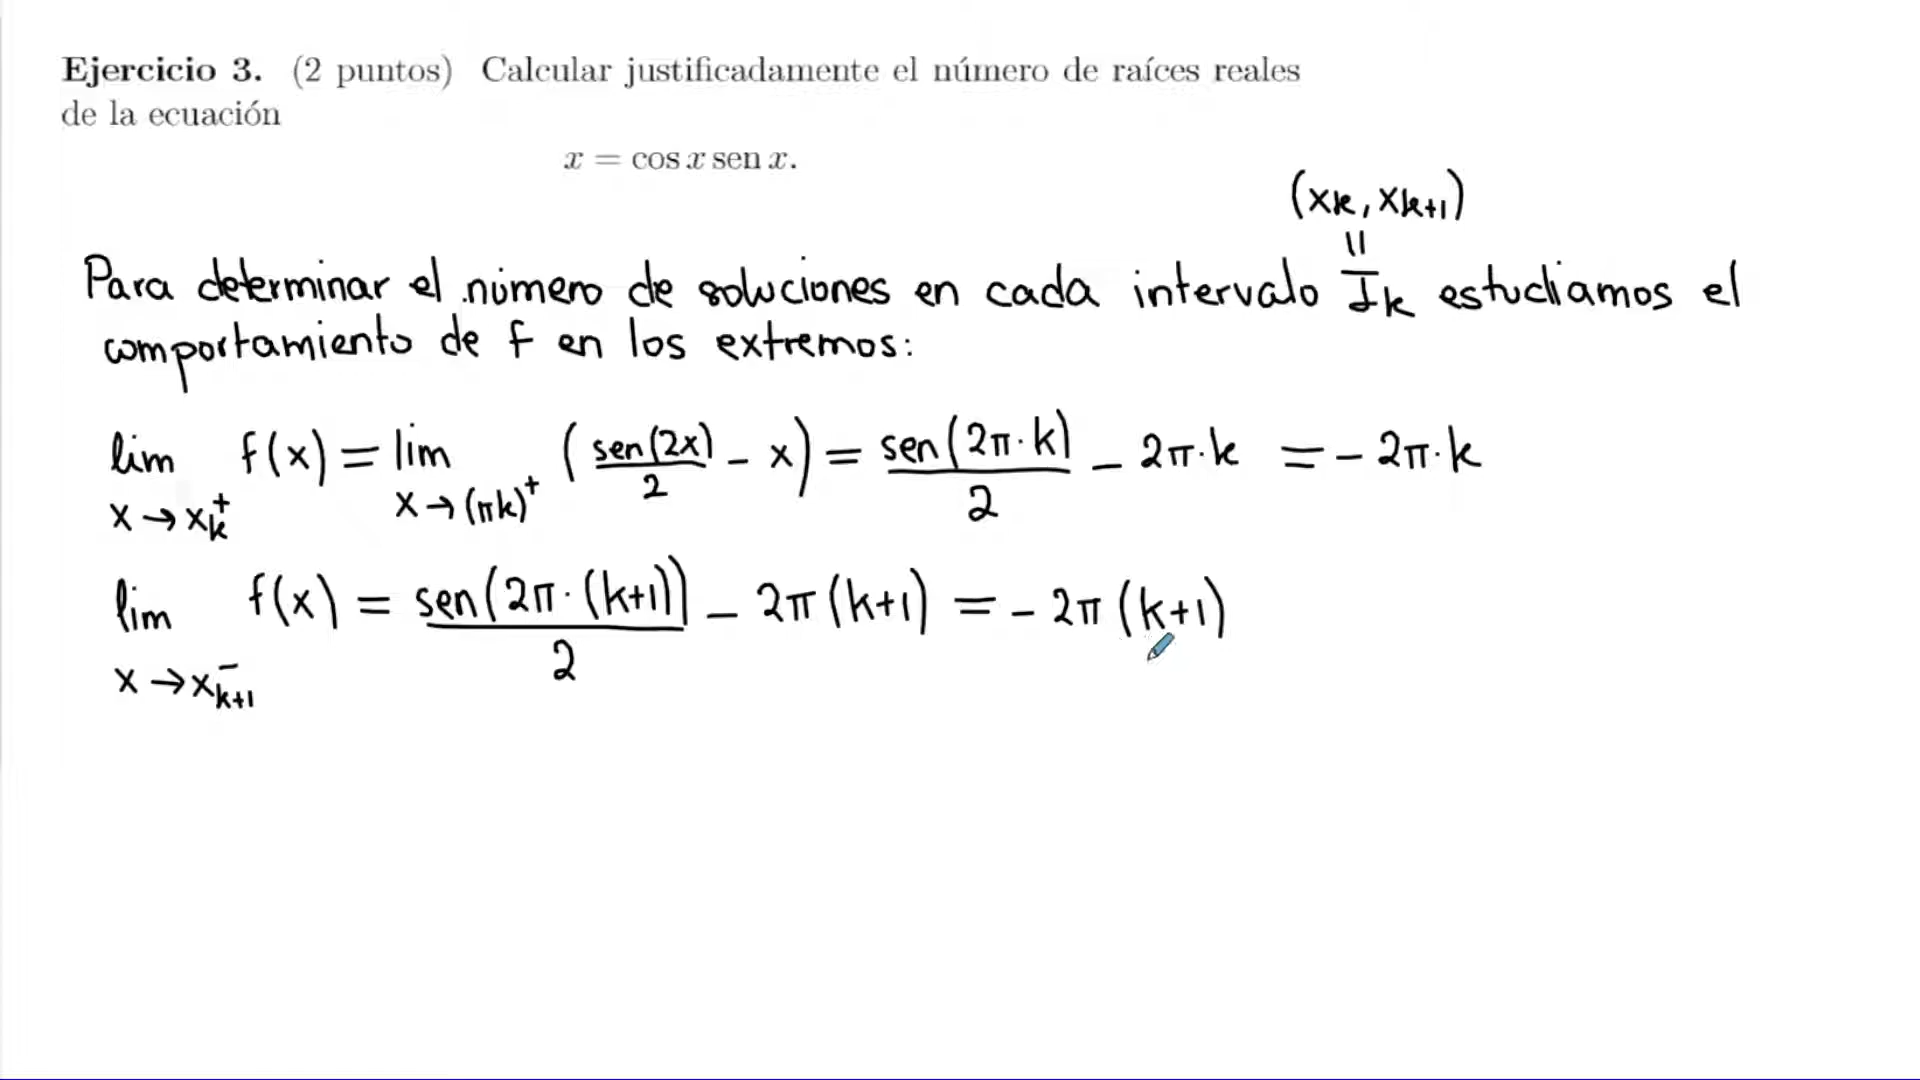 Ejercicio 3. (2 puntos) Calcular justificadamente el número de raíces reales
de la ecuación
x = cos x sen x.
(xk, xk+1)
=
Para determinar el número de soluciones en cada intervalo Ik estudiamos el
comportamiento de f en los extremos:
lim x→xk⁺ f(x) = lim x→(πk)⁺ (sen(2x)/2 - x) = sen(2π·k)/2 - 2π·k = - 2π·k
lim x→xk+1⁻ f(x) = sen(2π·(k+1))/2 - 2π(k+1) = - 2π(k+1)